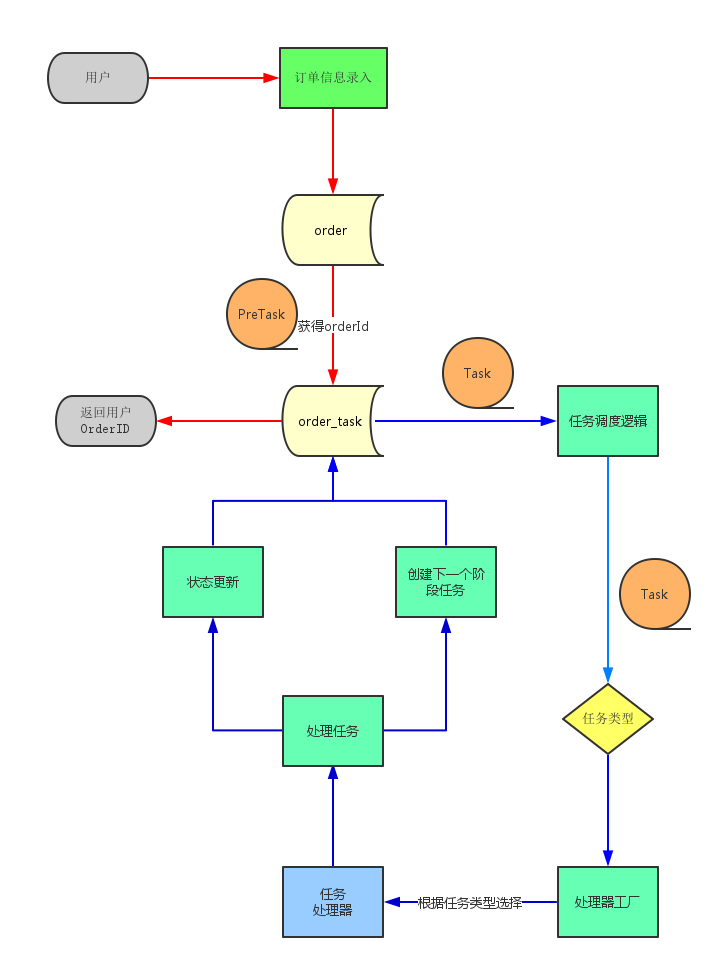 用户
订单信息录入
order
PreTask
获得orderId
Task
返回用户
OrderID
order_task
任务调度逻辑
状态更新
创建下一个阶
段任务
Task
处理任务
任务类型
任务
处理器
根据任务类型选择
处理器工厂